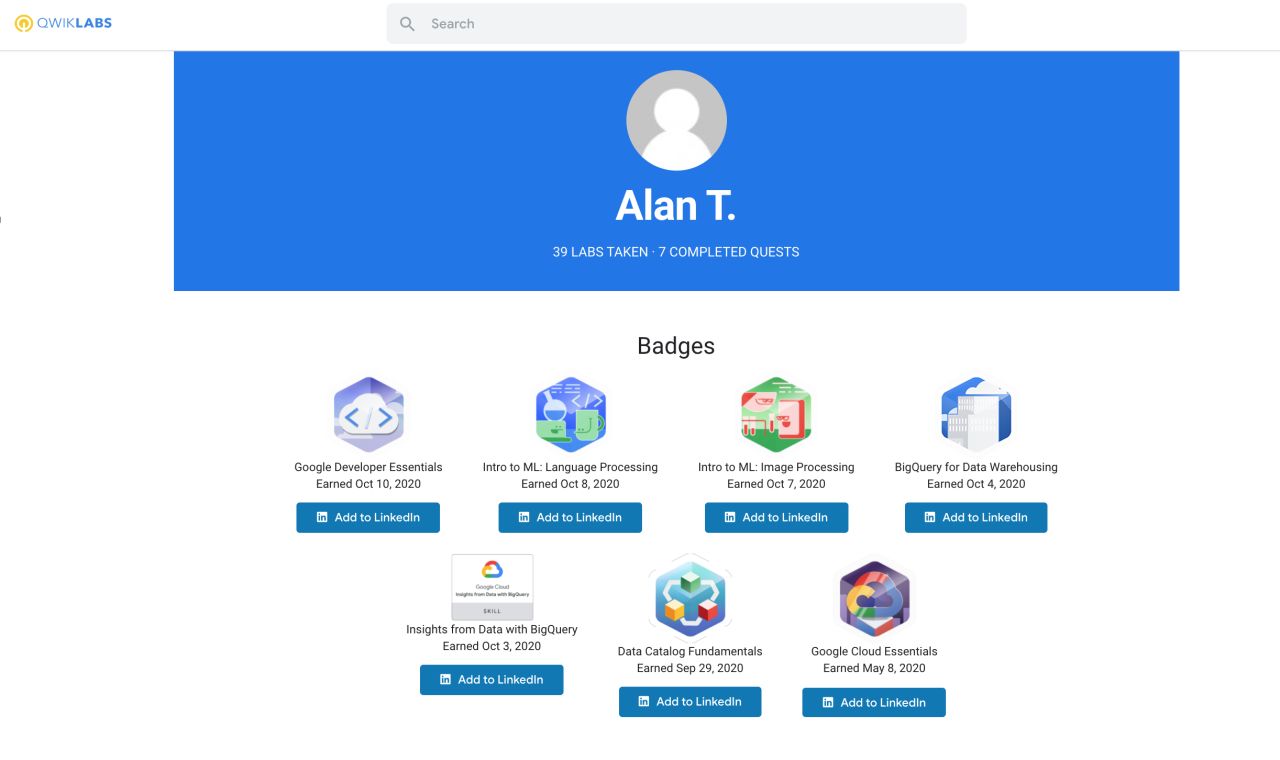 QWIKLABS
Search
Alan T.
39 LABS TAKEN · 7 COMPLETED QUESTS
Badges
Google Developer Essentials
Earned Oct 10, 2020
Add to LinkedIn
Intro to ML: Language Processing
Earned Oct 8, 2020
Add to LinkedIn
Intro to ML: Image Processing
Earned Oct 7, 2020
Add to LinkedIn
BigQuery for Data Warehousing
Earned Oct 4, 2020
Add to LinkedIn
Google Cloud
Insights from Data with BigQuery
SKILL
Insights from Data with BigQuery
Earned Oct 3, 2020
Add to LinkedIn
Data Catalog Fundamentals
Earned Sep 29, 2020
Add to LinkedIn
Google Cloud Essentials
Earned May 8, 2020
Add to LinkedIn